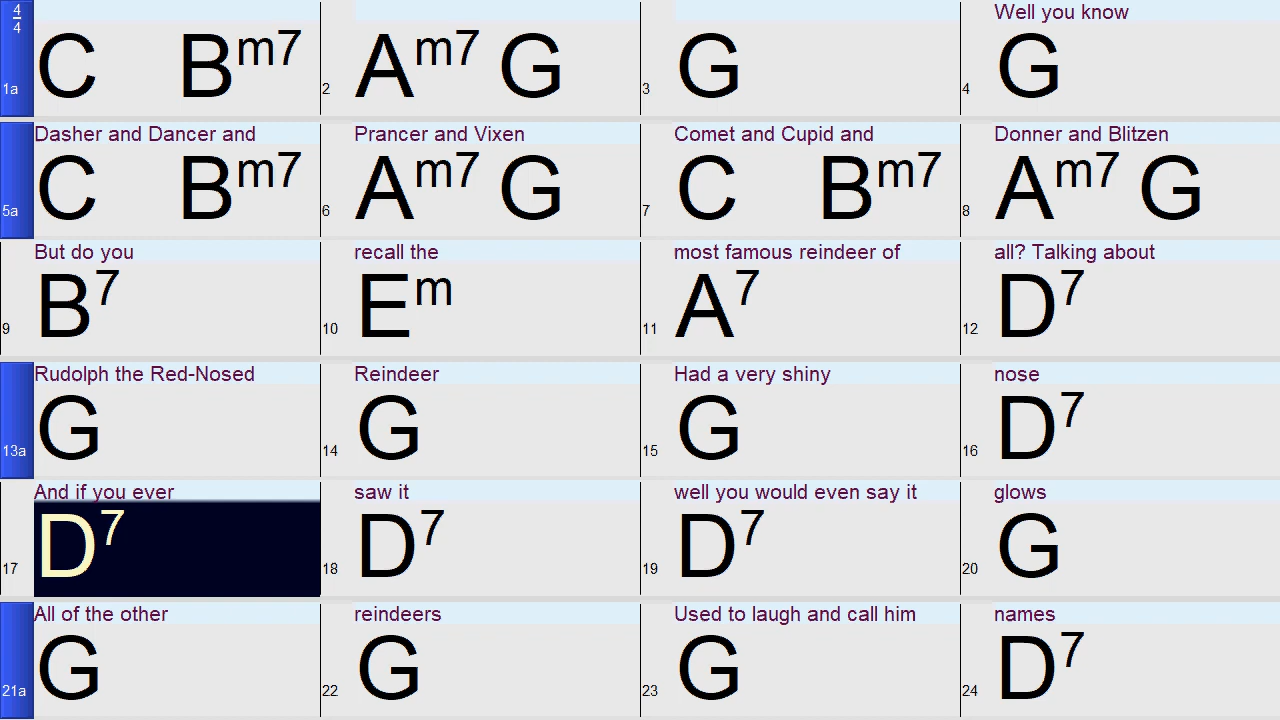 4/4 Well you know
1a C Bm7 2 Am7 G 3 G 4 G
Dasher and Dancer and Prancer and Vixen Comet and Cupid and Donner and Blitzen
5a C Bm7 6 Am7 G 7 C Bm7 8 Am7 G
But do you recall the most famous reindeer of all? Talking about
9 B7 10 Em 11 A7 12 D7
Rudolph the Red-Nosed Reindeer Had a very shiny nose
13a G 14 G 15 G 16 D7
And if you ever saw it well you would even say it glows
17 D7 18 D7 19 D7 20 G
All of the other reindeers Used to laugh and call him names
21a G 22 G 23 G 24 D7